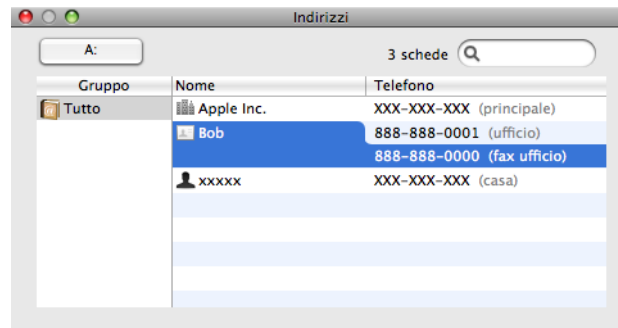 Indirizzi
A:
3 schede
Gruppo Nome Telefono
Tutto Apple Inc. XXX-XXX-XXX (principale)
Bob 888-888-0001 (ufficio)
888-888-0000 (fax ufficio)
xxxxx XXX-XXX-XXX (casa)